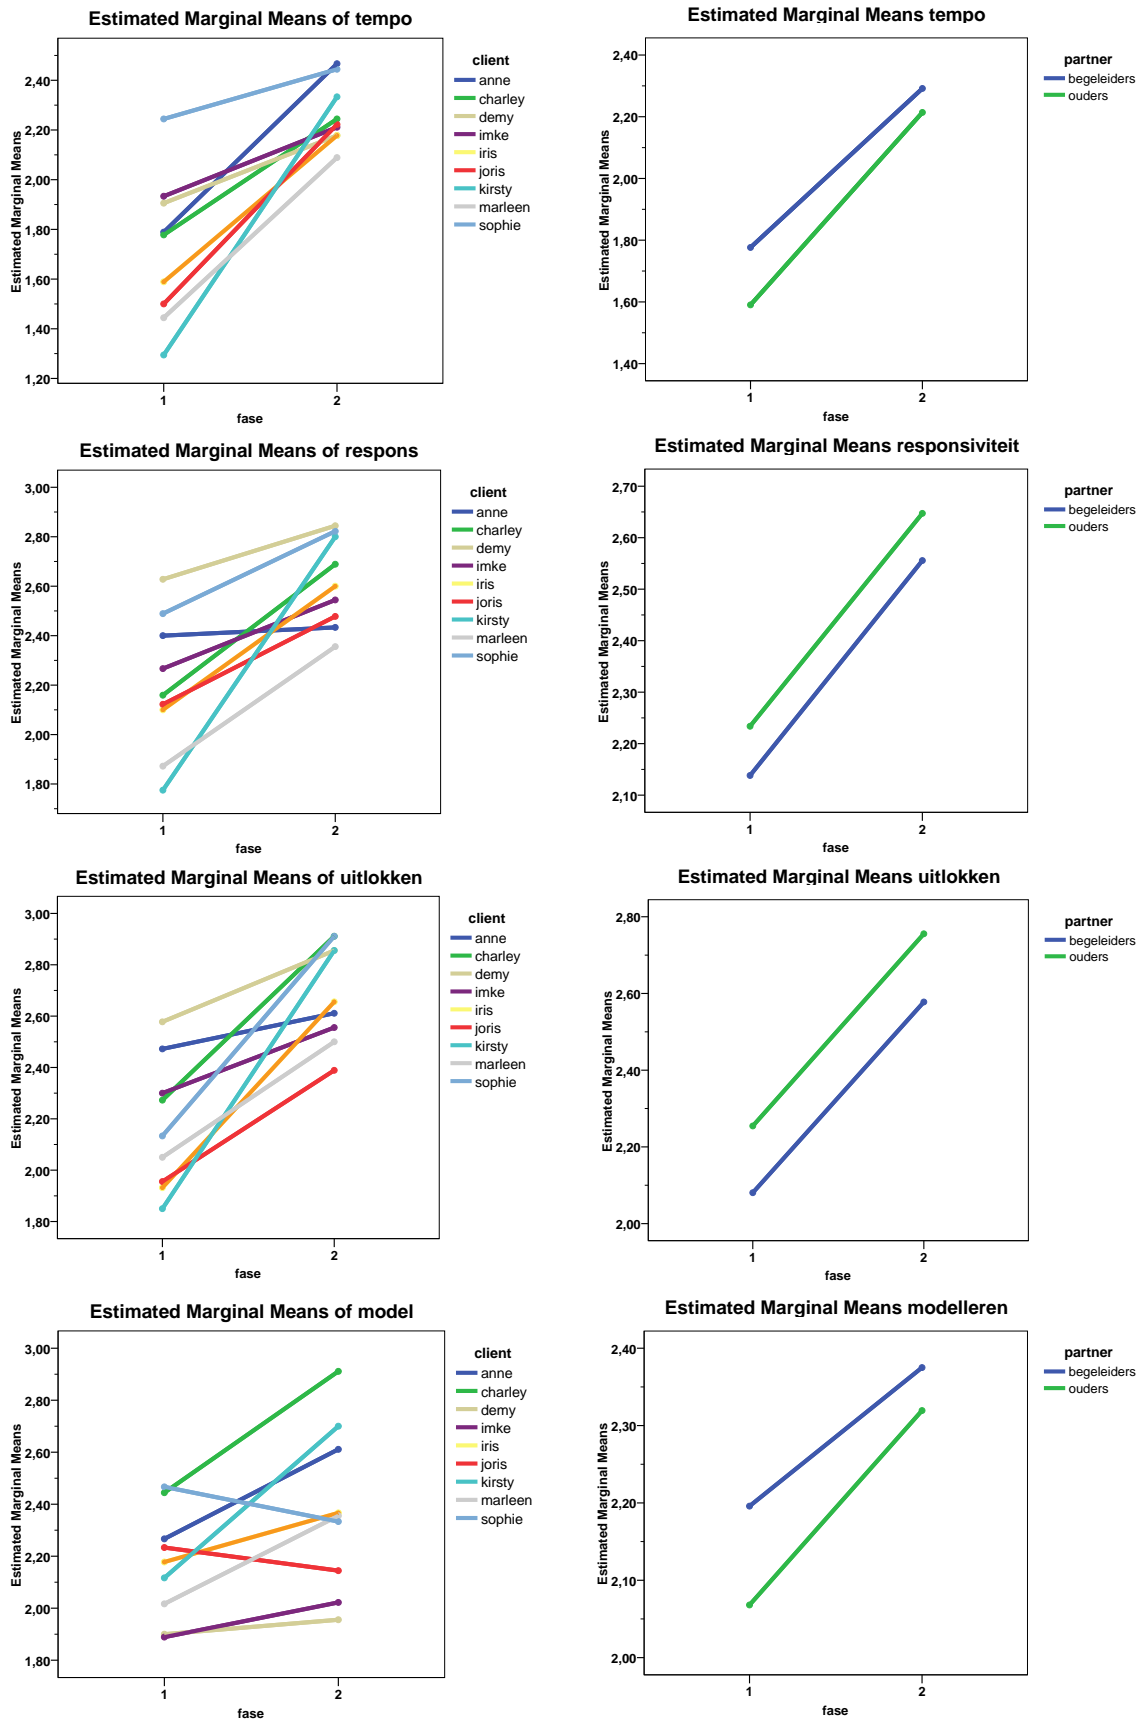 Estimated Marginal Means of tempo
Estimated Marginal Means
2,40
2,20
2,00
1,80
1,60
1,40
1,20
1
2
fase
client
anne
charley
demy
imke
iris
joris
kirsty
marleen
sophie
Estimated Marginal Means tempo
Estimated Marginal Means
2,40
2,20
2,00
1,80
1,60
1,40
1
2
fase
partner
begeleiders
ouders
Estimated Marginal Means of respons
Estimated Marginal Means
3,00
2,80
2,60
2,40
2,20
2,00
1,80
1
2
fase
client
anne
charley
demy
imke
iris
joris
kirsty
marleen
sophie
Estimated Marginal Means responsiviteit
Estimated Marginal Means
2,70
2,60
2,50
2,40
2,30
2,20
2,10
1
2
fase
partner
begeleiders
ouders
Estimated Marginal Means of uitlokken
Estimated Marginal Means
3,00
2,80
2,60
2,40
2,20
2,00
1,80
1
2
fase
client
anne
charley
demy
imke
iris
joris
kirsty
marleen
sophie
Estimated Marginal Means uitlokken
Estimated Marginal Means
2,80
2,60
2,40
2,20
2,00
1
2
fase
partner
begeleiders
ouders
Estimated Marginal Means of model
Estimated Marginal Means
3,00
2,80
2,60
2,40
2,20
2,00
1,80
1
2
fase
client
anne
charley
demy
imke
iris
joris
kirsty
marleen
sophie
Estimated Marginal Means modelleren
Estimated Marginal Means
2,40
2,30
2,20
2,10
2,00
1
2
fase
partner
begeleiders
ouders